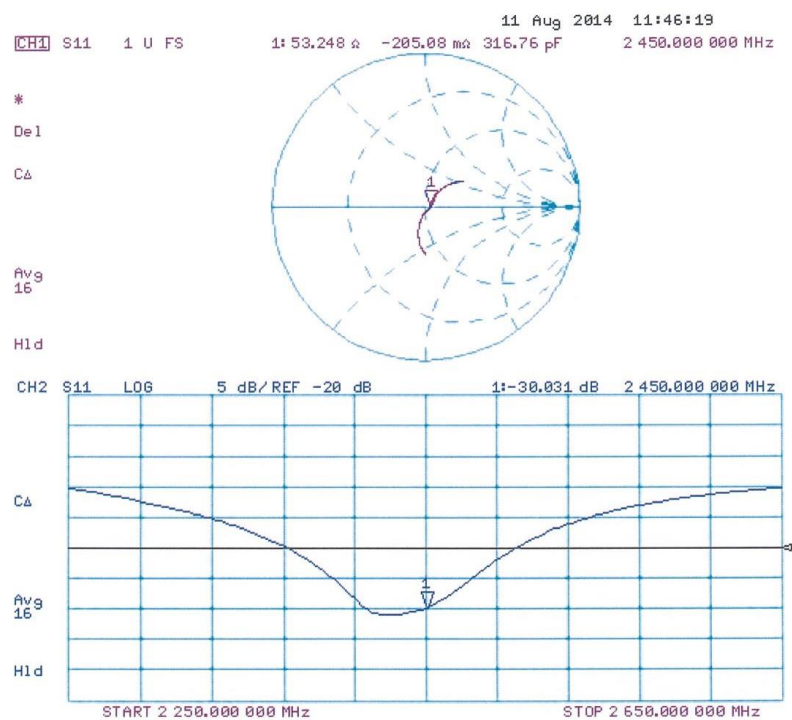 11 Aug 2014 11:46:19
CH1 S11 1 U FS 1: 53.248 Ω -205.08 mΩ 316.76 pF 2 450.000 000 MHz
*
Del
CΔ
1
Avg
16
Hld
CH2 S11 LOG 5 dB/REF -20 dB 1:-30.031 dB 2 450.000 000 MHz
CΔ
1
Avg
16
Hld
START 2 250.000 000 MHz STOP 2 650.000 000 MHz